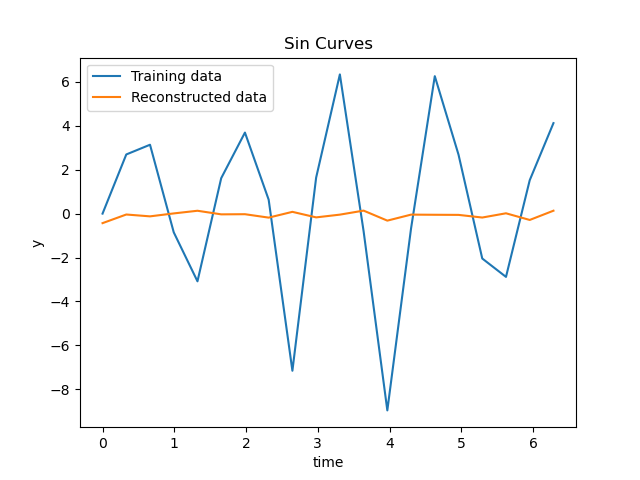 Sin Curves
Training data
Reconstructed data
6
4
2
0
−2
−4
−6
−8
y
0 1 2 3 4 5 6
time